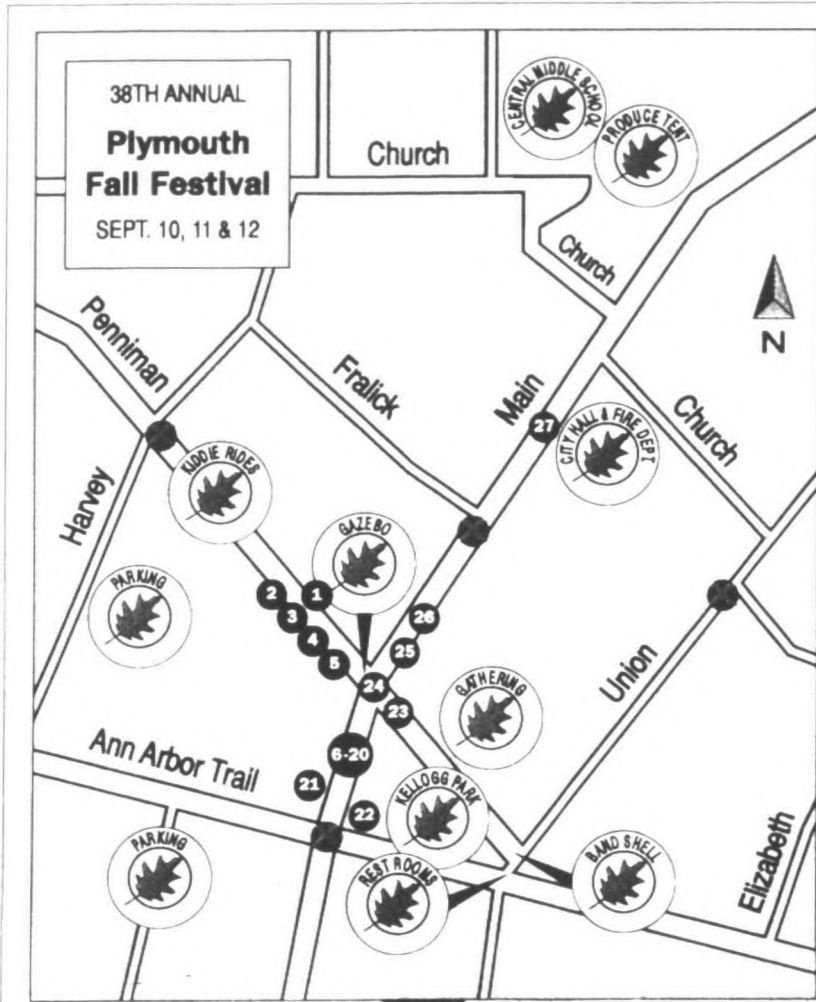 38TH ANNUAL
Plymouth
Fall Festival
SEPT. 10, 11 & 12
Church
CENTRAL MIDDLE SCHOOL
PRODUCE TENT
Church
N
Penniman
Fralick
Main
27
CITY HALL & FIRE DEPT
Church
KIDDIE RIDES
Harvey
GAZEBO
PARKING
2
1
3
4
5
26
25
24
23
GATHERING
Union
Ann Arbor Trail
6-20
21
22
KELLOGG PARK
PARKING
REST ROOMS
BAND SHELL
Elizabeth